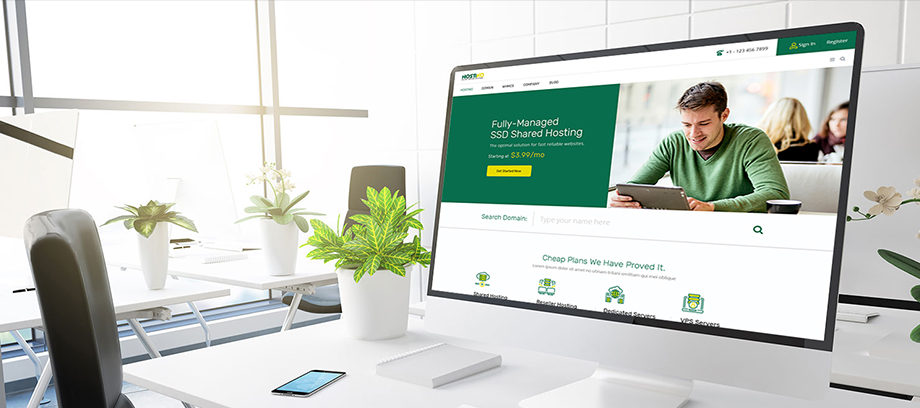 +1 - 123 456 7899
Sign In
Register
HOSTING
DOMAIN
WHMCS
COMPANY
BLOG
Fully-Managed
SSD Shared Hosting
The optimal solution for fast reliable websites.
Starting at $3.99/mo
Get Started Now
Search Domain:
Type your name here
Cheap Plans We Have Proved It.
Lorem ipsum dolor sit amet
Shared Hosting
Reseller Hosting
Dedicated Servers
VPS Servers